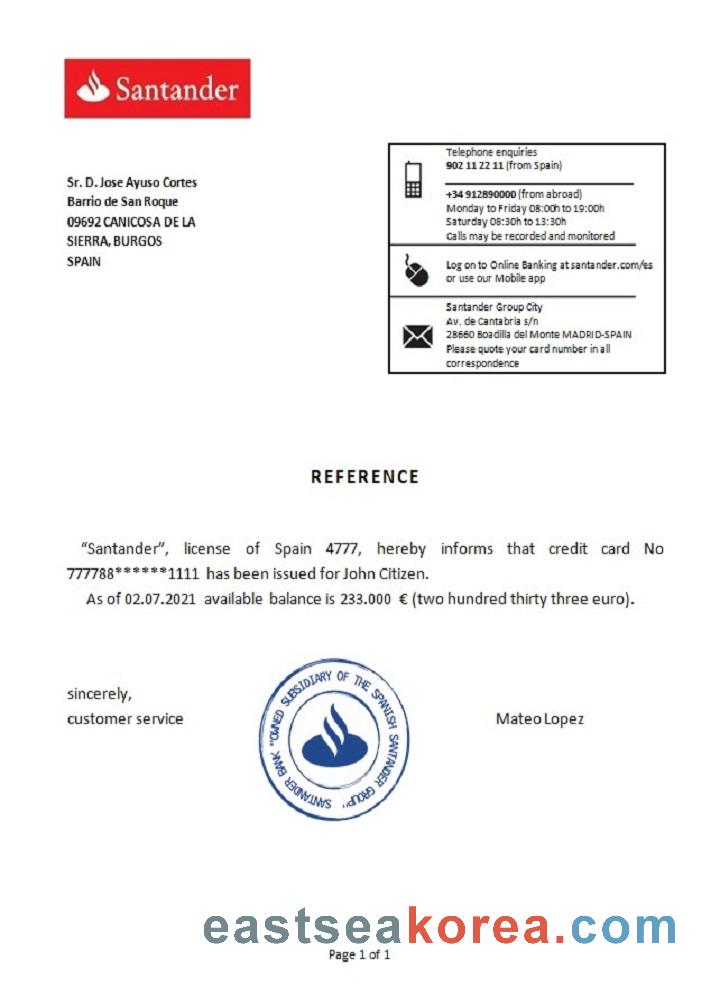 Santander
Sr. D. Jose Ayuso Cortes
Barrio de San Roque
09692 CANICOSA DE LA
SIERRA, BURGOS
SPAIN
Telephone enquiries
902 11 22 11 (from Spain)
+34 912890000 (from abroad)
Monday to Friday 08:00h to 19:00h
Saturday 08:30h to 13:30h
Calls may be recorded and monitored
Log on to Online Banking at santander.com/es
or use our Mobile app
Santander Group City
Av. de Cantabria s/n
28660 Boadilla del Monte MADRID-SPAIN
Please quote your card number in all
correspondence
REFERENCE
“Santander”, license of Spain 4777, hereby informs that credit card No
777788******1111 has been issued for John Citizen.
As of 02.07.2021 available balance is 233.000 € (two hundred thirty three euro).
sincerely,
customer service
SANTANDER BANK "OWNED SUBSIDIARY OF THE SPANISH SANTANDER GROUP"
Mateo Lopez
eastseakorea.com
Page 1 of 1